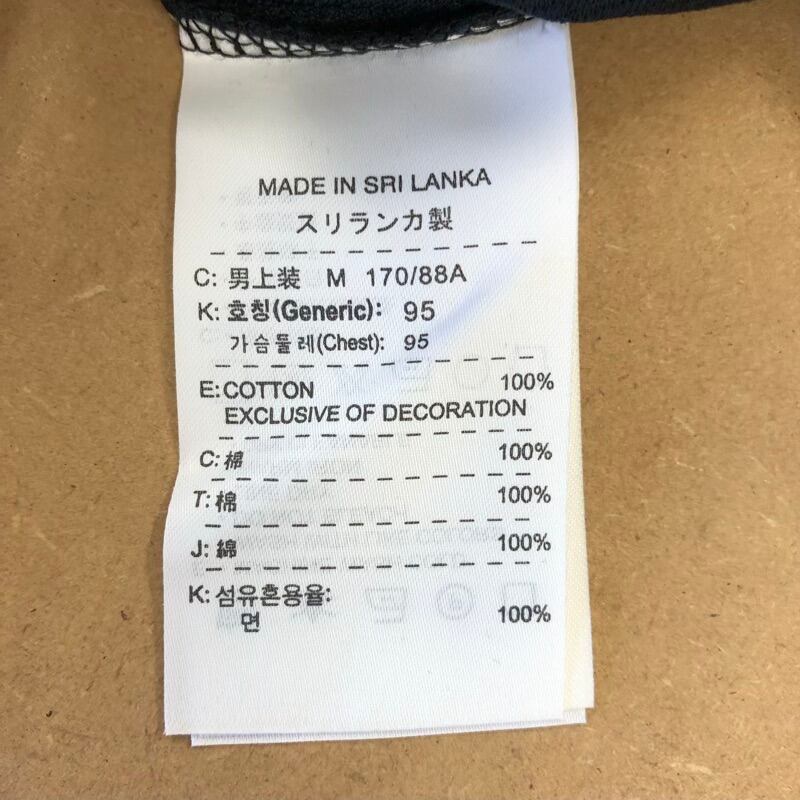 MADE IN SRI LANKA
スリランカ製
C: 男上装 M 170/88A
K: 호칭(Generic): 95
가슴둘레(Chest): 95
E:COTTON 100%
EXCLUSIVE OF DECORATION
C: 棉 100%
T: 棉 100%
J: 綿 100%
K: 섬유혼용율:
면 100%